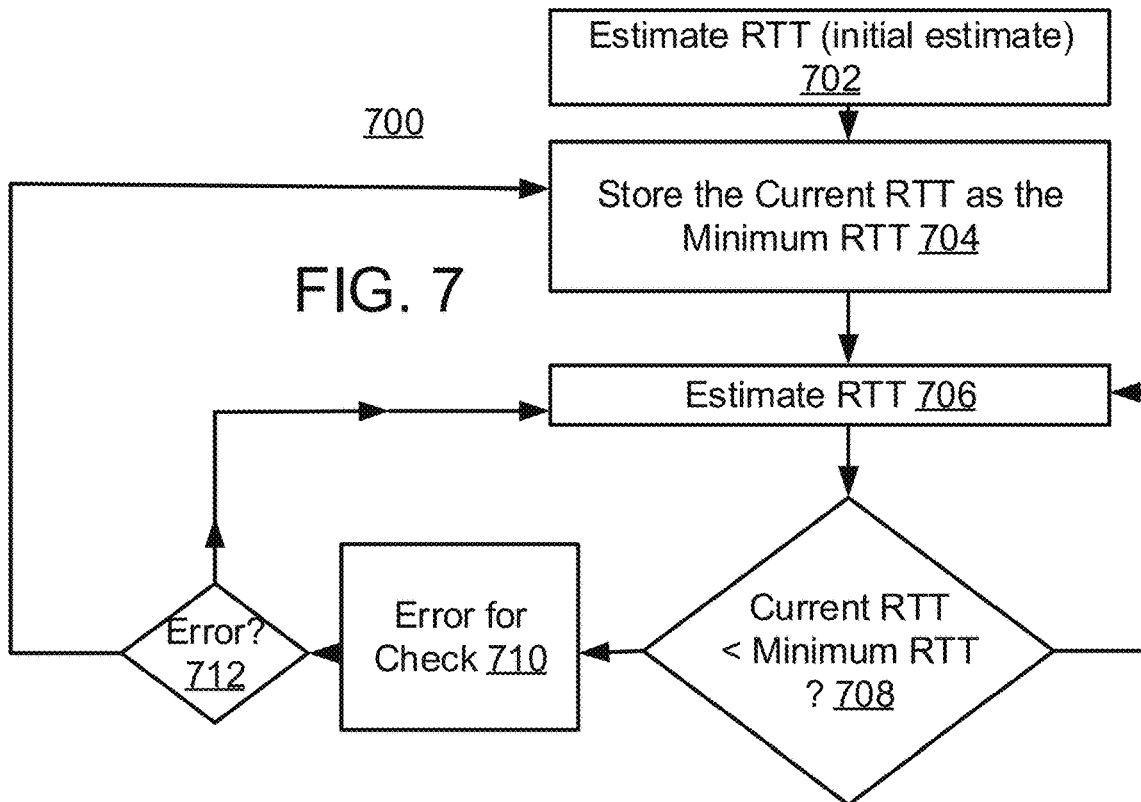 Estimate RTT (initial estimate)
702
700
Store the Current RTT as the
Minimum RTT 704
FIG. 7
Estimate RTT 706
Current RTT
< Minimum RTT
? 708
Error for
Check 710
Error?
712